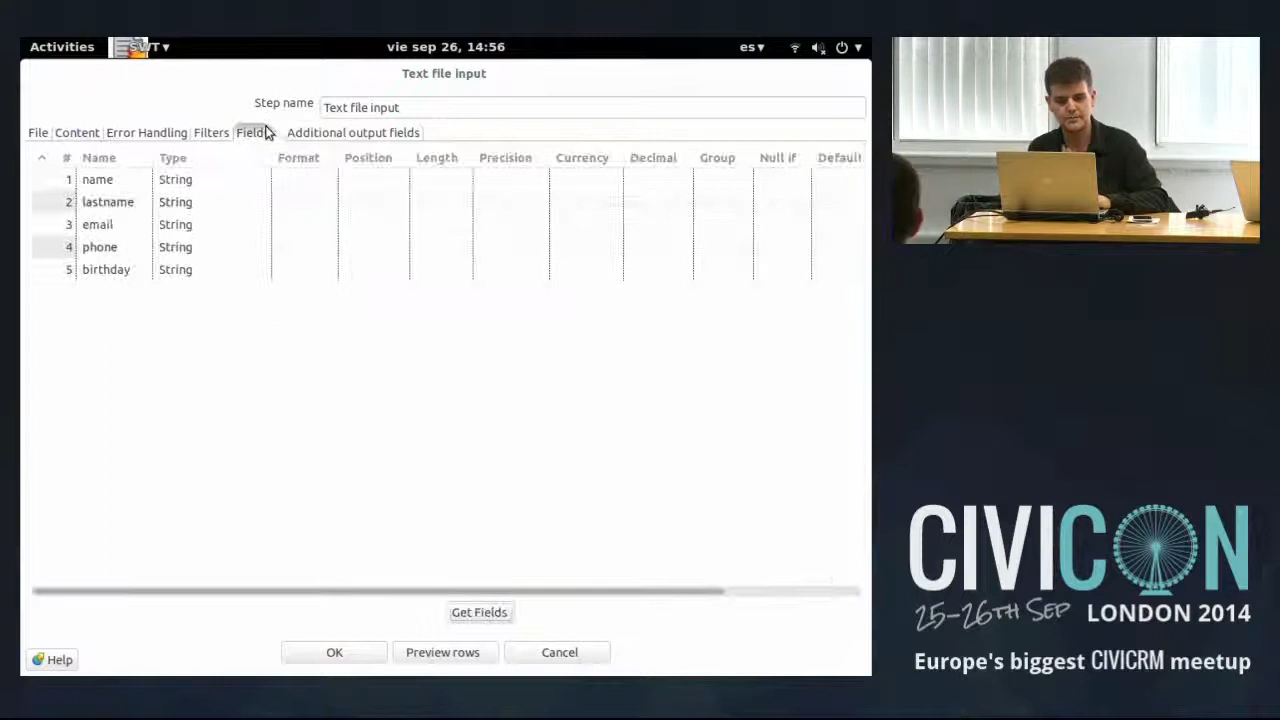 Activities SWT ▾ vie sep 26, 14:56 es ▾
Text file input
Step name Text file input
File Content Error Handling Filters Field Additional output fields
# Name Type Format Position Length Precision Currency Decimal Group Null if Default
1 name String
2 lastname String
3 email String
4 phone String
5 birthday String
Get Fields
Help OK Preview rows Cancel
CIVICON
25-26TH SEP LONDON 2014
Europe's biggest CIVICRM meetup